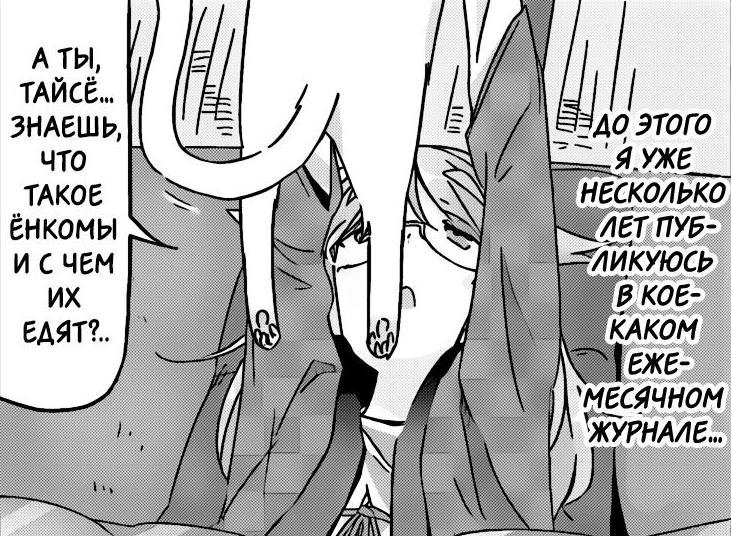 ДО ЭТОГО
Я УЖЕ
НЕСКОЛЬКО
ЛЕТ ПУБ-
ЛИКУЮСЬ
В КОЕ-
КАКОМ
ЕЖЕ-
МЕСЯЧНОМ
ЖУРНАЛЕ...
А ТЫ,
ТАЙСЁ...
ЗНАЕШЬ,
ЧТО
ТАКОЕ
ЁНКОМЫ
И С ЧЕМ
ИХ
ЕДЯТ?..